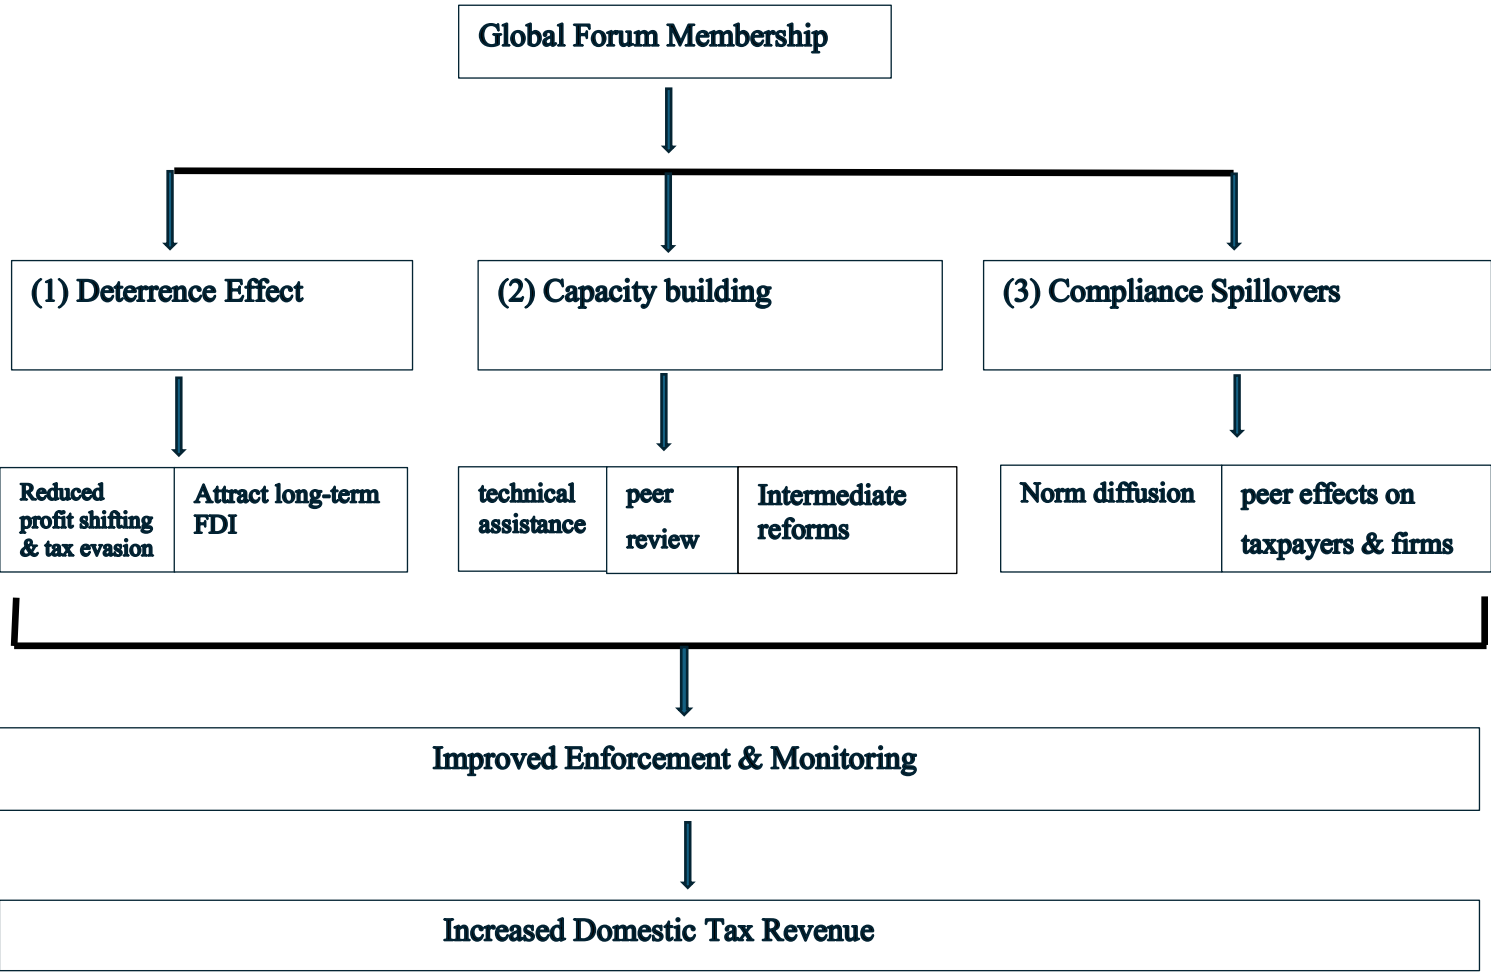 Global Forum Membership
(1) Deterrence Effect
(2) Capacity building
(3) Compliance Spillovers
Reduced
profit shifting
& tax evasion
Attract long-term
FDI
technical
assistance
peer
review
Intermediate
reforms
Norm diffusion
peer effects on
taxpayers & firms
Improved Enforcement & Monitoring
Increased Domestic Tax Revenue